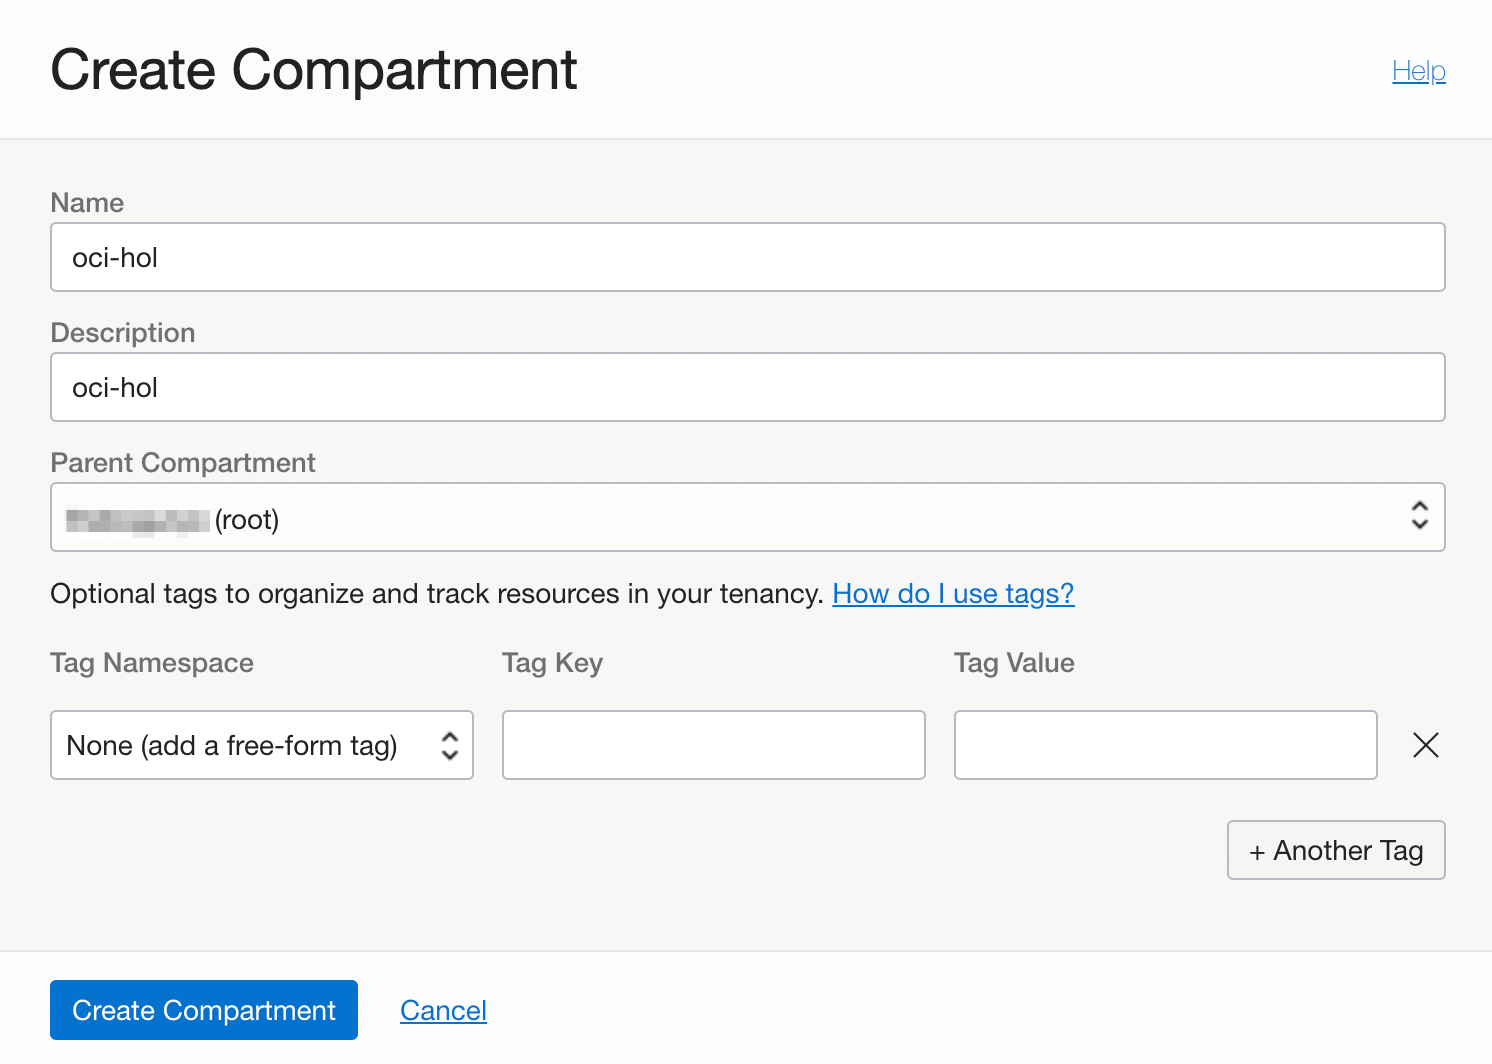 Create Compartment
Help
Name
oci-hol
Description
oci-hol
Parent Compartment
(root)
Optional tags to organize and track resources in your tenancy. How do I use tags?
Tag Namespace Tag Key Tag Value
None (add a free-form tag)
+ Another Tag
Create Compartment Cancel